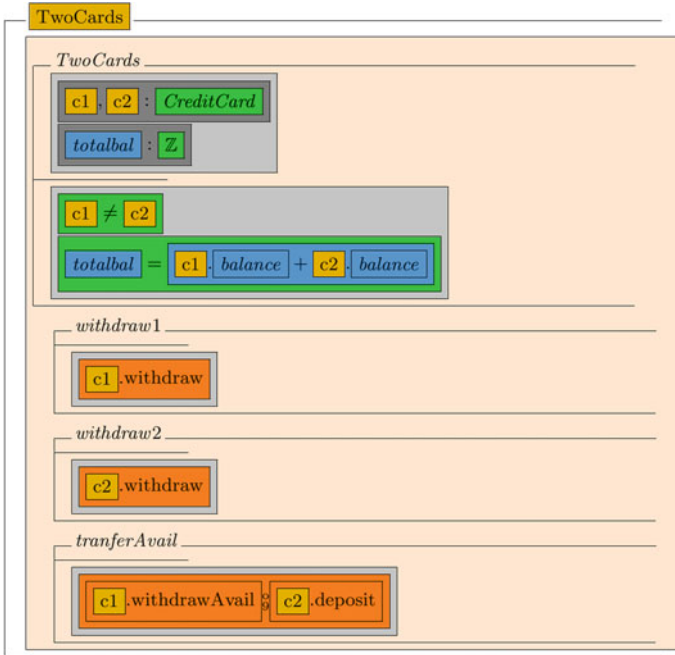 TwoCards
TwoCards
c1, c2 : CreditCard
totalbal : ℤ
c1 ≠ c2
totalbal = c1.balance + c2.balance
withdraw1
c1.withdraw
withdraw2
c2.withdraw
tranferAvail
c1.withdrawAvail ⨟ c2.deposit